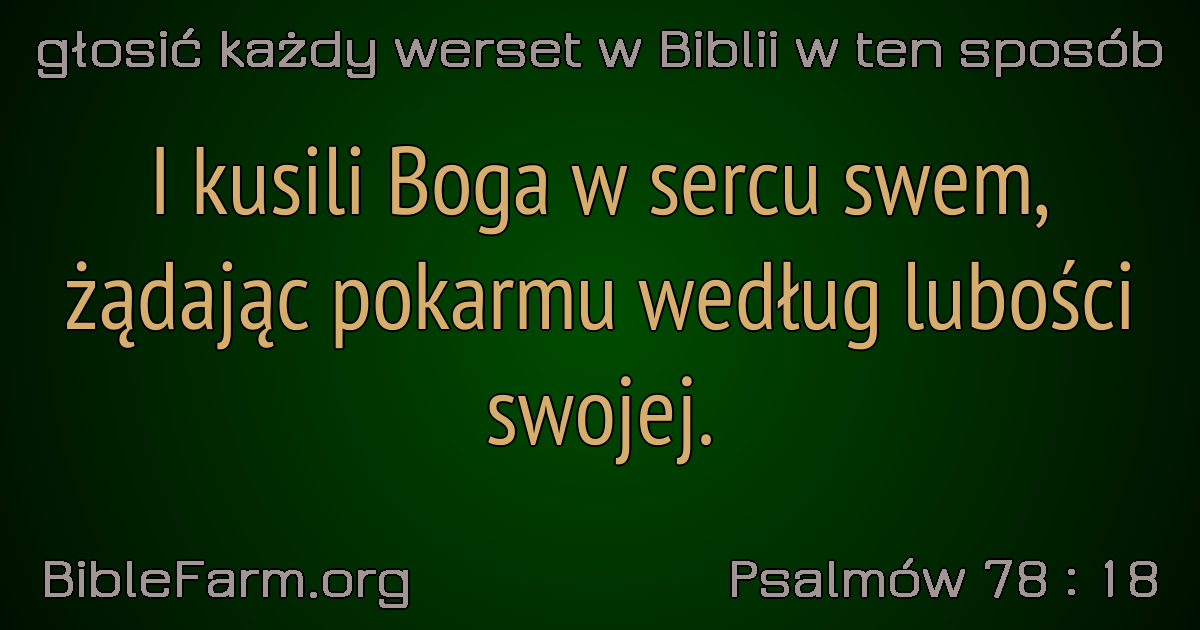 głosić każdy werset w Biblii w ten sposób
I kusili Boga w sercu swem,
żądając pokarmu według lubości
swojej.
BibleFarm.org
Psalmów 78 : 18